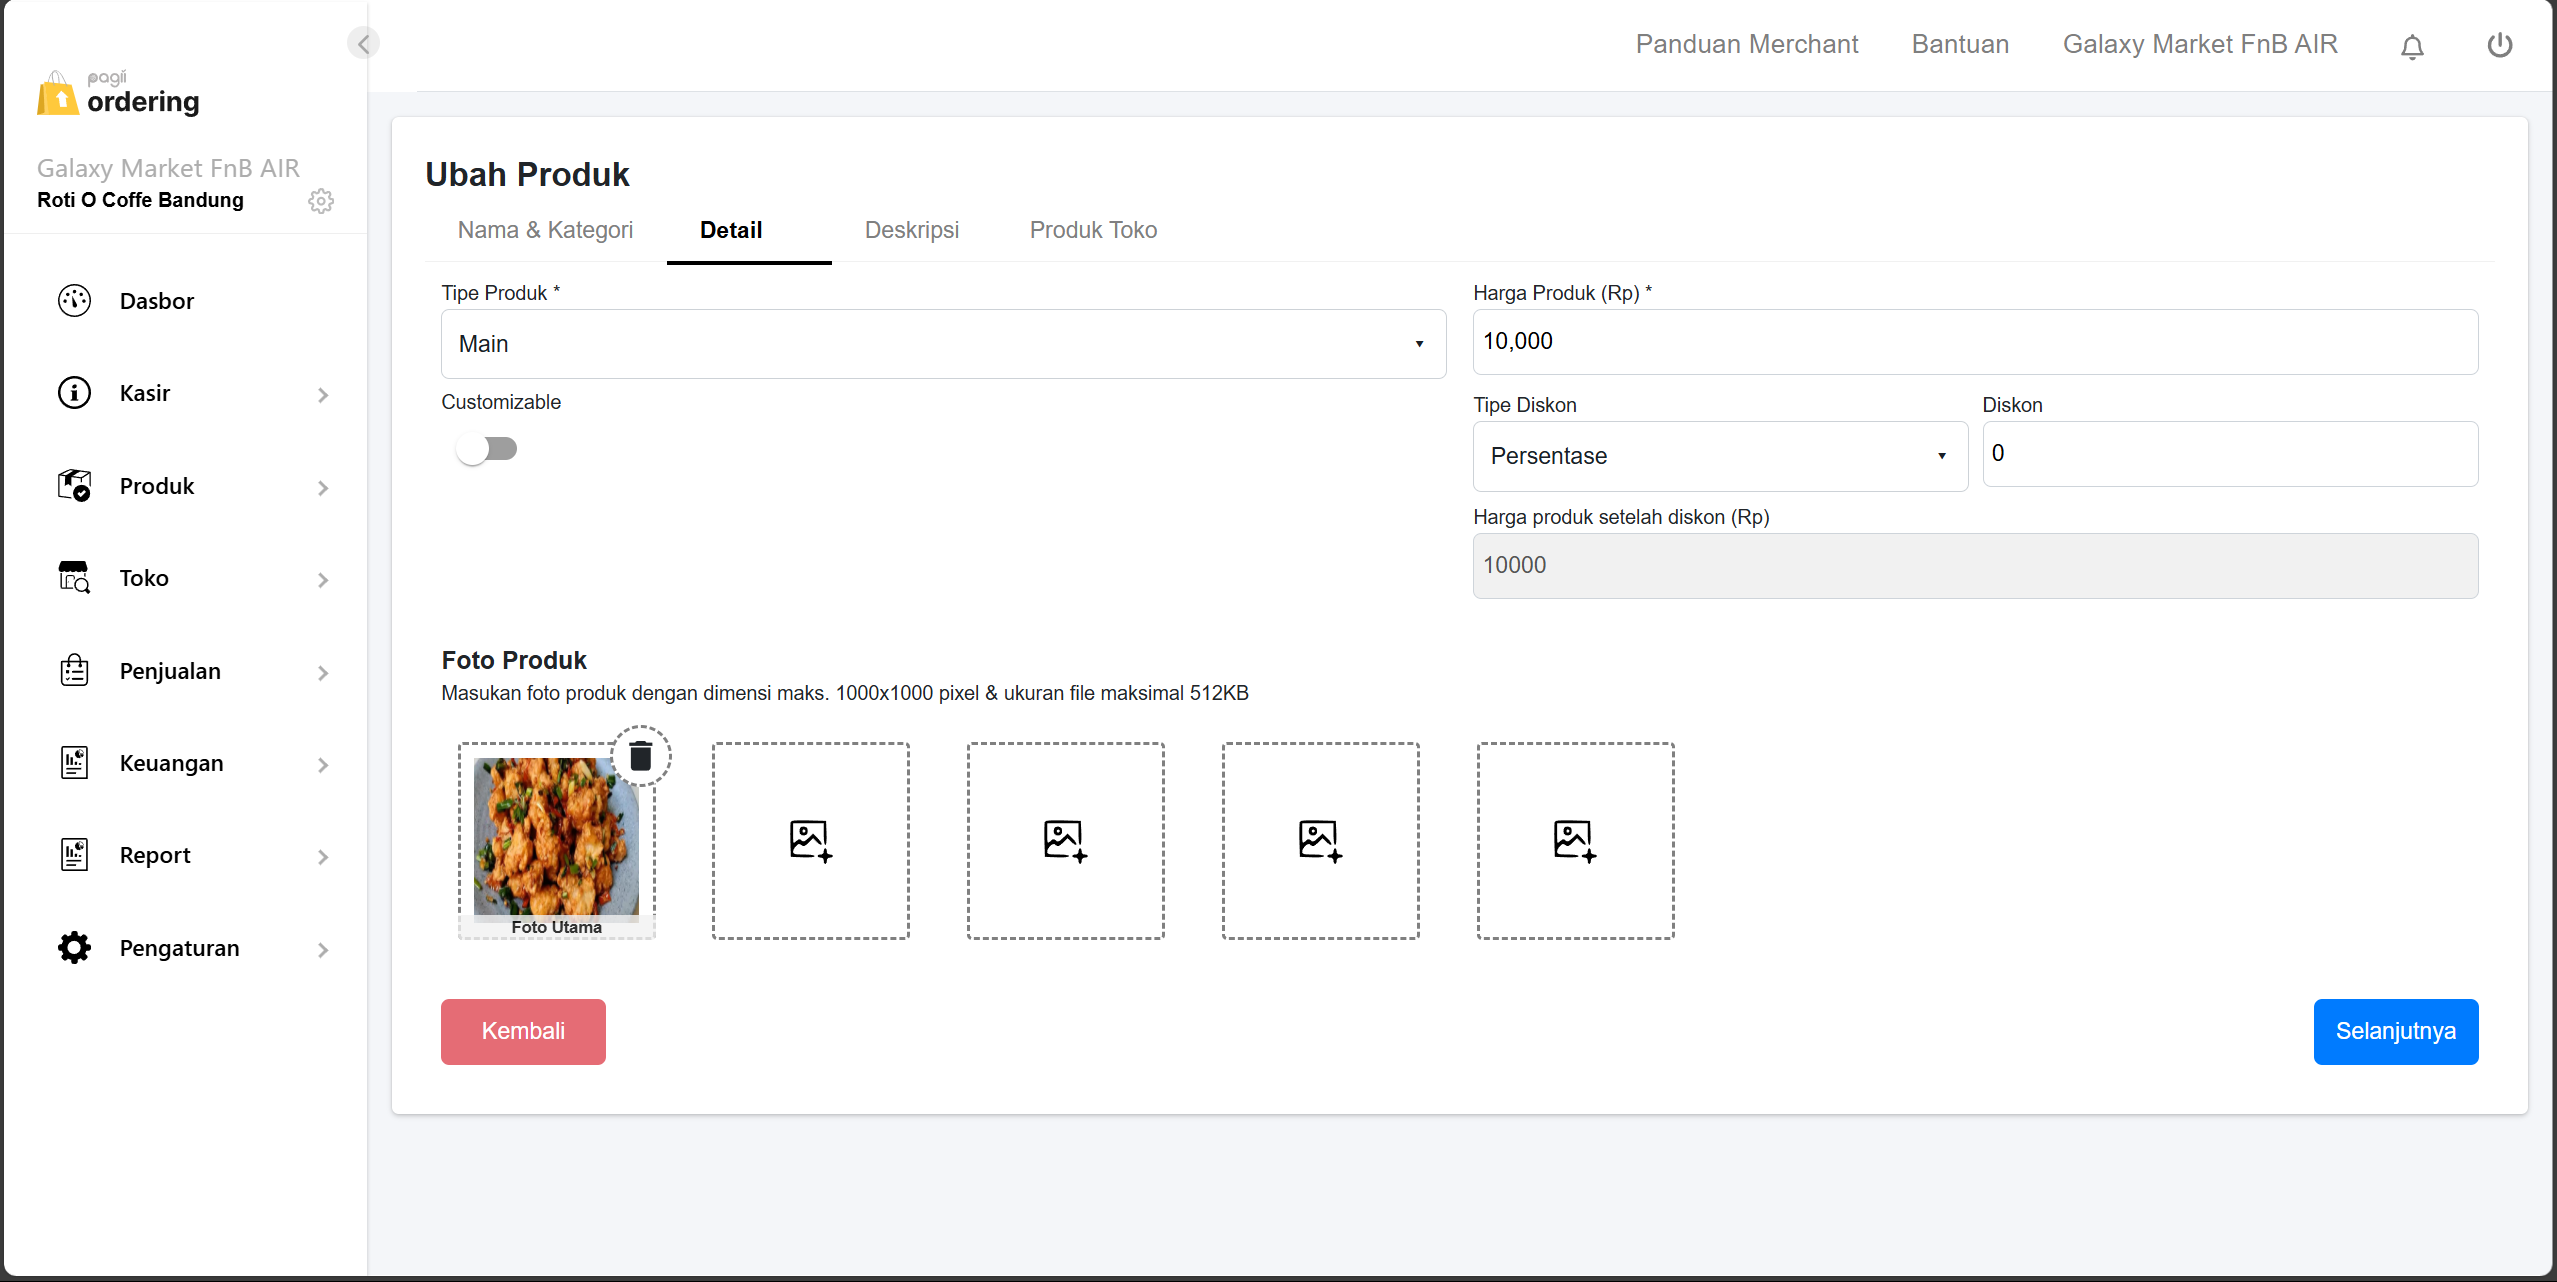 Panduan Merchant
Bantuan
Galaxy Market FnB AIR
pagii
ordering
Galaxy Market FnB AIR
Roti O Coffe Bandung
Dasbor
Kasir
Produk
Toko
Penjualan
Keuangan
Report
Pengaturan
Ubah Produk
Nama & Kategori
Detail
Deskripsi
Produk Toko
Tipe Produk *
Main
Customizable
Harga Produk (Rp) *
10,000
Tipe Diskon
Persentase
Diskon
0
Harga produk setelah diskon (Rp)
10000
Foto Produk
Masukan foto produk dengan dimensi maks. 1000x1000 pixel & ukuran file maksimal 512KB
Foto Utama
Kembali
Selanjutnya